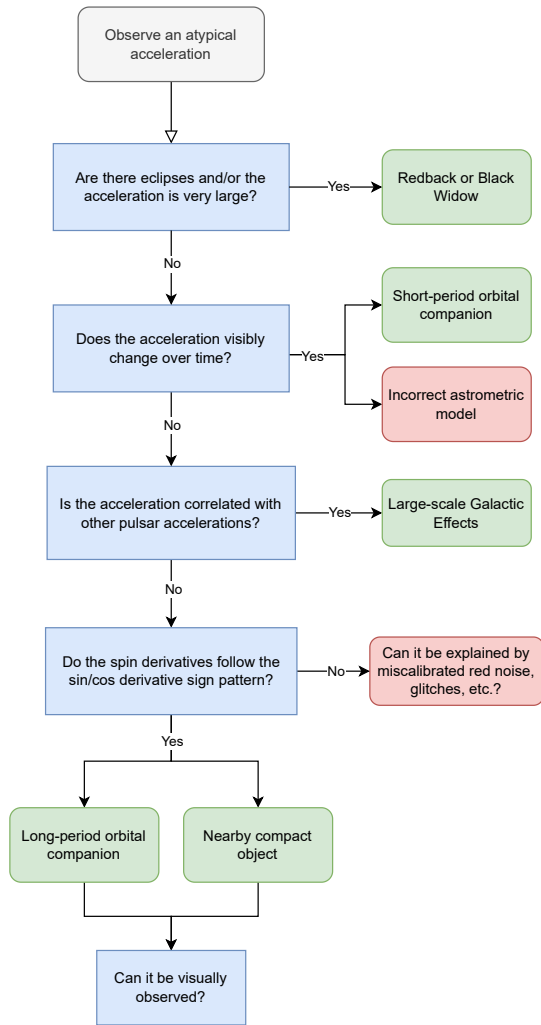 Observe an atypical
acceleration
Are there eclipses and/or the
acceleration is very large?
Yes
Redback or Black
Widow
No
Short-period orbital
companion
Does the acceleration visibly
change over time?
Yes
Incorrect astrometric
model
No
Is the acceleration correlated with
other pulsar accelerations?
Yes
Large-scale Galactic
Effects
No
Do the spin derivatives follow the
sin/cos derivative sign pattern?
No
Can it be explained by
miscalibrated red noise,
glitches, etc.?
Yes
Long-period orbital
companion
Nearby compact
object
Can it be visually
observed?